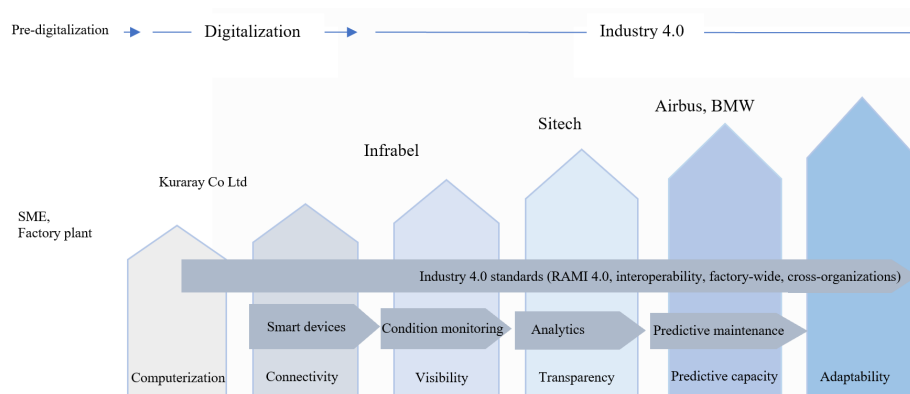 Pre-digitalization
Digitalization
Industry 4.0
Airbus, BMW
Sitech
Infrabel
Kuraray Co Ltd
SME,
Factory plant
Industry 4.0 standards (RAMI 4.0, interoperability, factory-wide, cross-organizations)
Smart devices
Condition monitoring
Analytics
Predictive maintenance
Computerization
Connectivity
Visibility
Transparency
Predictive capacity
Adaptability